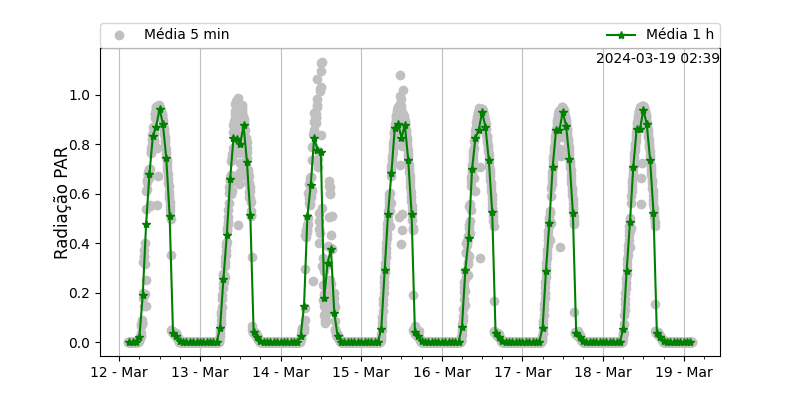 Média 5 min Média 1 h
2024-03-19 02:39
1.0
0.8
0.6
0.4
0.2
0.0
Radiação PAR
12 - Mar 13 - Mar 14 - Mar 15 - Mar 16 - Mar 17 - Mar 18 - Mar 19 - Mar